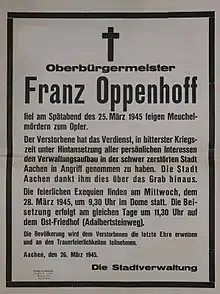 Oberbürgermeister
Franz Oppenhoff
fiel am Spätabend des 25. März 1945 feigen Meuchel-
mördern zum Opfer.
Der Verstorbene hat das Verdienst, in bitterster Kriegs-
zeit unter Hintansetzung aller persönlichen Interessen
den Verwaltungsaufbau in der schwer zerstörten Stadt
Aachen in Angriff genommen zu haben. Die Stadt
Aachen dankt ihm dies über das Grab hinaus.
Die feierlichen Exequien finden am Mittwoch, dem
28. März 1945, um 9,30 Uhr im Dome statt. Die Bei-
setzung erfolgt am gleichen Tage um 11,30 Uhr auf
dem Ost-Friedhof (Adalbertsteinweg).
Die Bevölkerung wird dem Verstorbenen die letzte Ehre erweisen
und an den Trauerfeierlichkeiten teilnehmen.
Aachen, den 26. März 1945.
Die Stadtverwaltung